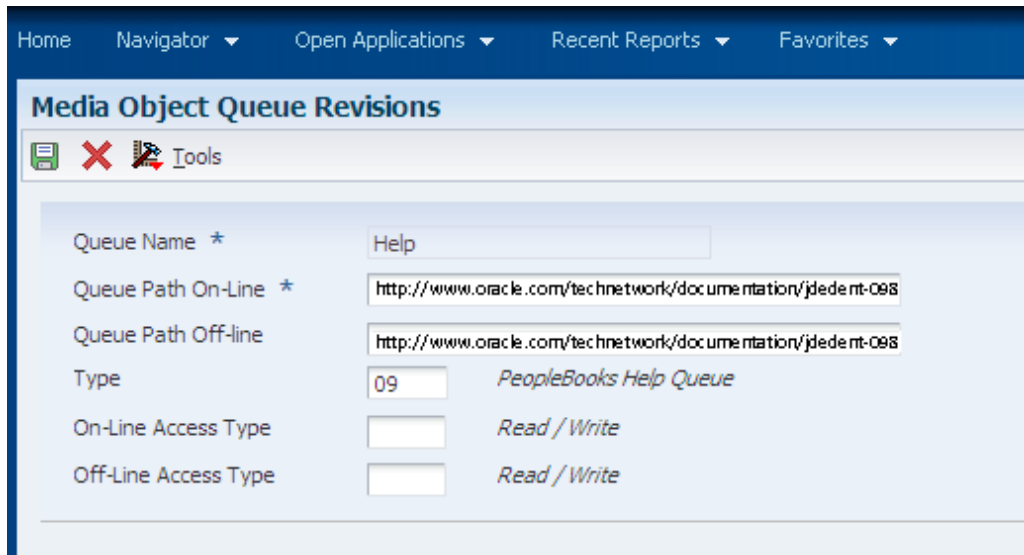 Home Navigator Open Applications Recent Reports Favorites
Media Object Queue Revisions
Tools
Queue Name * Help
Queue Path On-Line * http://www.oracle.com/technetwork/documentation/jdedent-098
Queue Path Off-line http://www.oracle.com/technetwork/documentation/jdedent-098
Type 09 PeopleBooks Help Queue
On-Line Access Type Read / Write
Off-Line Access Type Read / Write